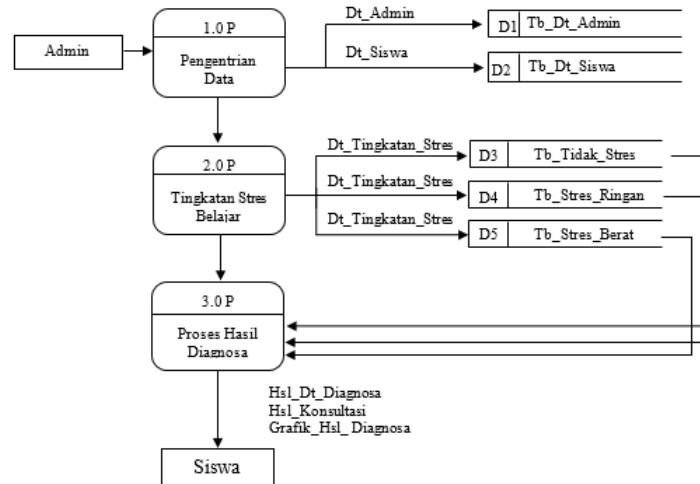 Admin
1.0 P
Pengentrian
Data
Dt_Admin
D1 Tb_Dt_Admin
Dt_Siswa
D2 Tb_Dt_Siswa
2.0 P
Tingkatan Stres
Belajar
Dt_Tingkatan_Stres
D3 Tb_Tidak_Stres
Dt_Tingkatan_Stres
D4 Tb_Stres_Ringan
Dt_Tingkatan_Stres
D5 Tb_Stres_Berat
3.0 P
Proses Hasil
Diagnosa
Hsl_Dt_Diagnosa
Hsl_Konsultasi
Grafik_Hsl_ Diagnosa
Siswa